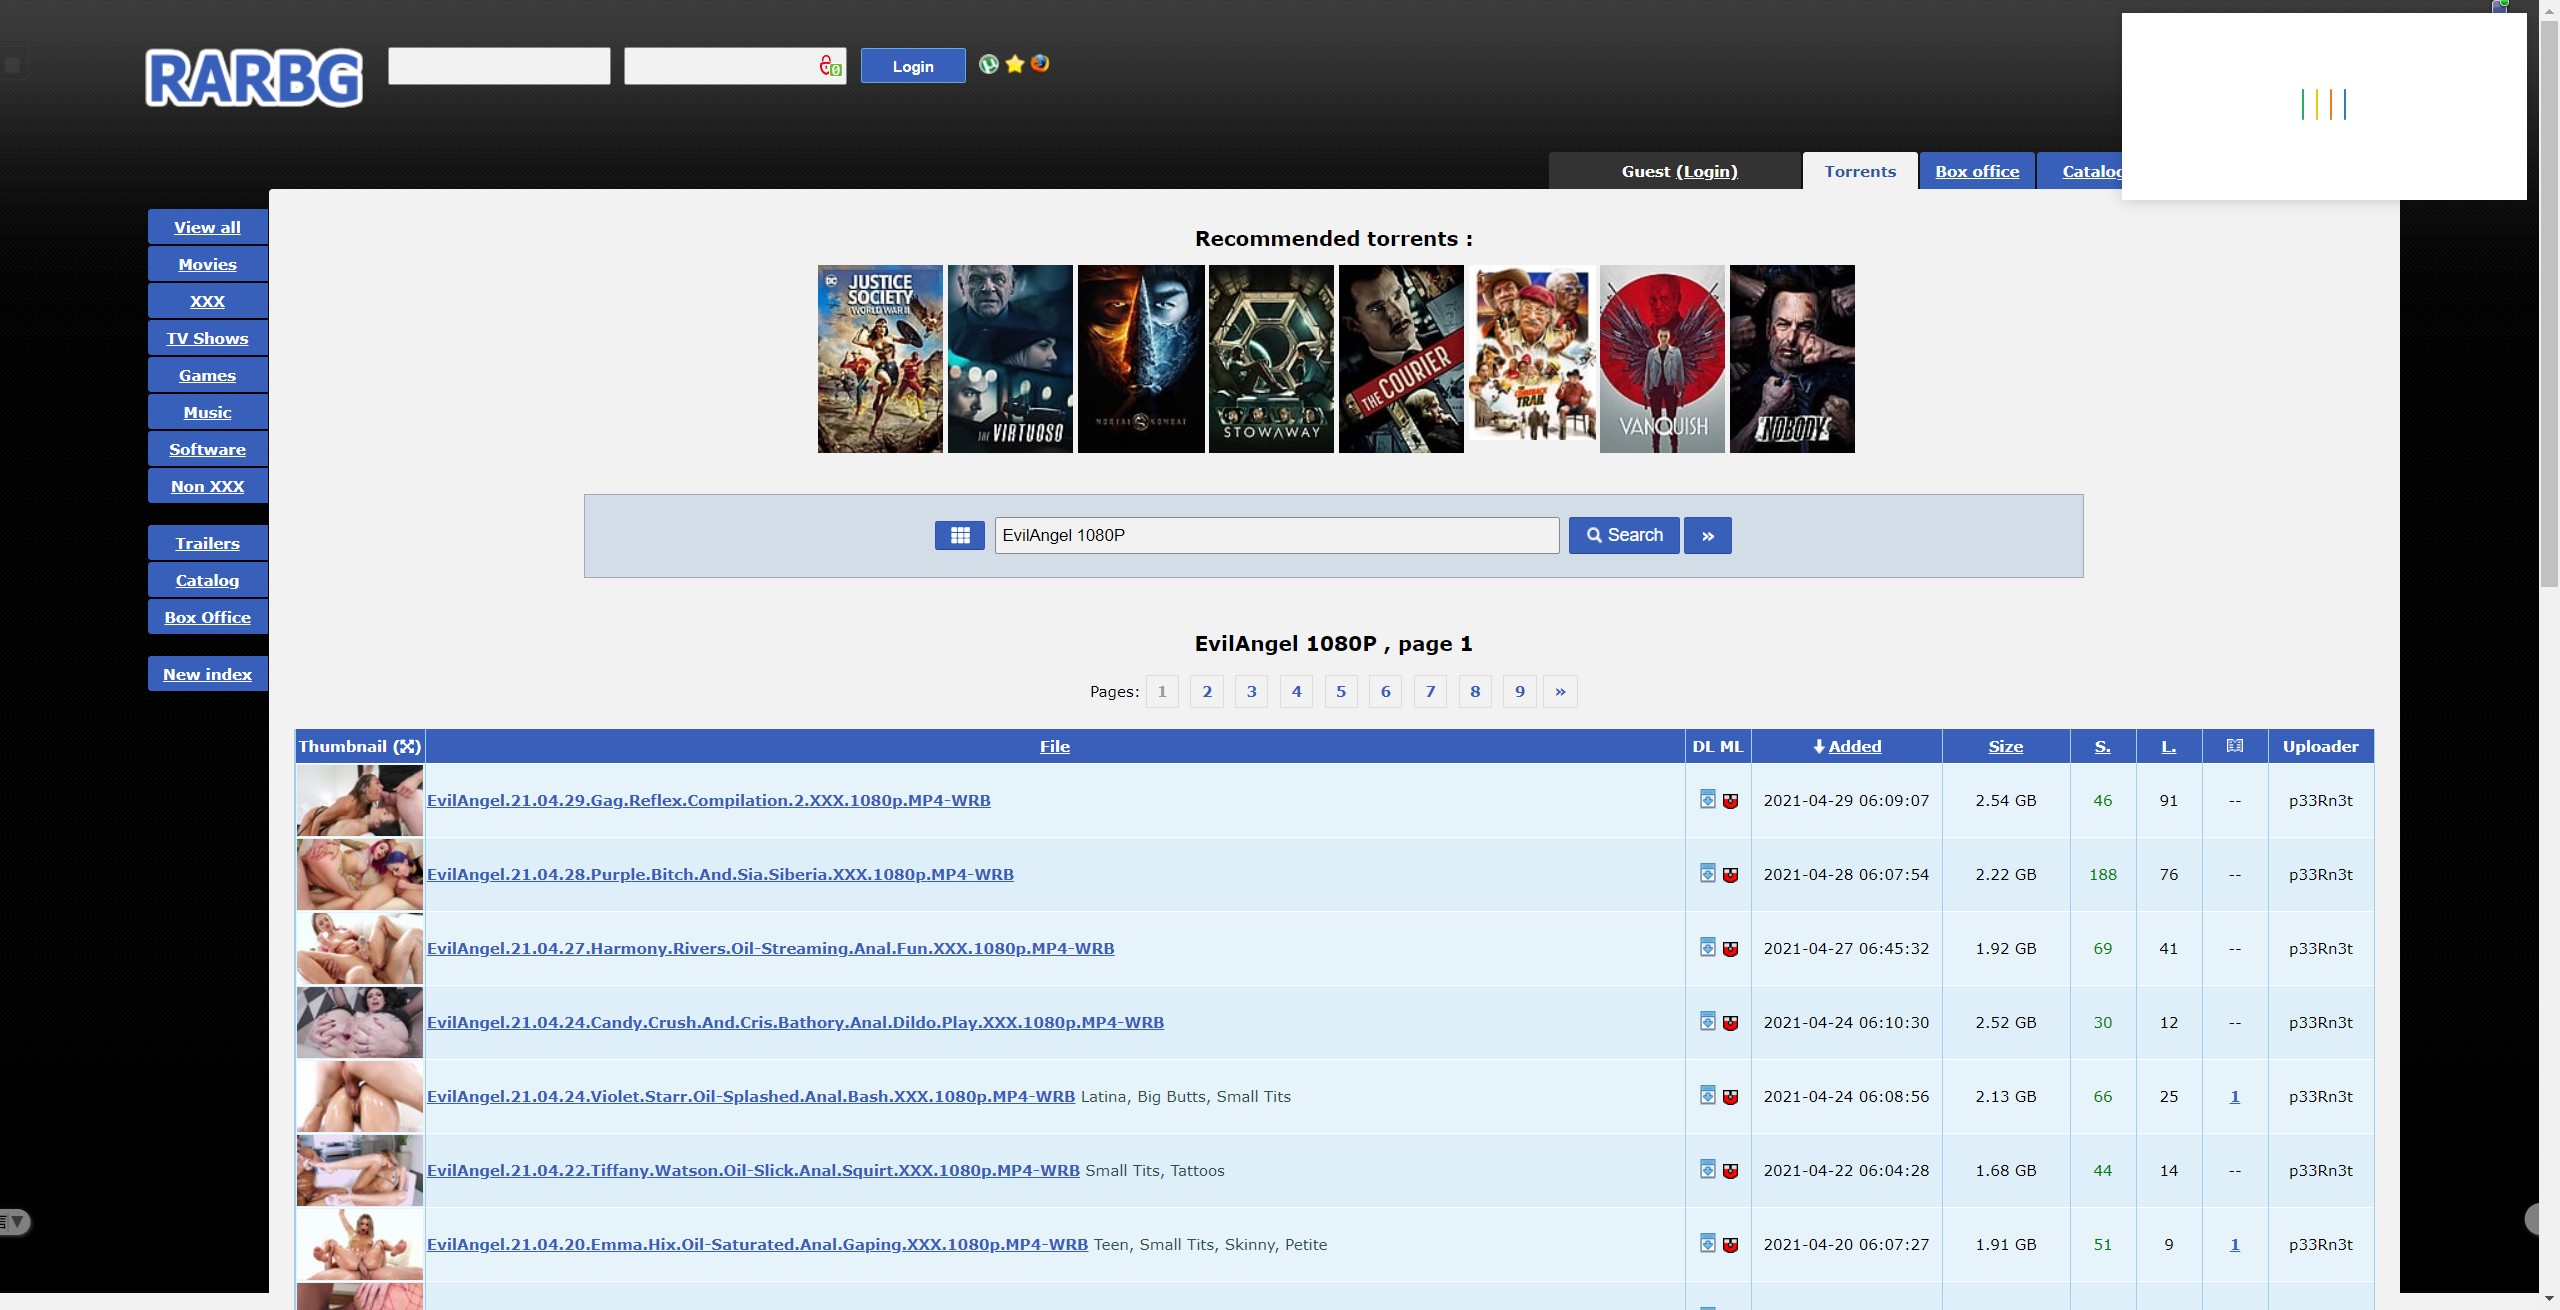 RARBG
Login
Guest (Login)
Torrents
Box office
Catalog
View all
Movies
XXX
TV Shows
Games
Music
Software
Non XXX
Trailers
Catalog
Box Office
New index
Recommended torrents :
JUSTICE SOCIETY WORLD WAR II
THE VIRTUOSO
MORTAL KOMBAT
STOWAWAY
THE COURIER
THE COMEBACK TRAIL
VANQUISH
NOBODY
EvilAngel 1080P
Search
»
EvilAngel 1080P , page 1
Pages: 1 2 3 4 5 6 7 8 9 »
Thumbnail File DL ML Added Size S. L. Uploader
EvilAngel.21.04.29.Gag.Reflex.Compilation.2.XXX.1080p.MP4-WRB 2021-04-29 06:09:07 2.54 GB 46 91 -- p33Rn3t
EvilAngel.21.04.28.Purple.Bitch.And.Sia.Siberia.XXX.1080p.MP4-WRB 2021-04-28 06:07:54 2.22 GB 188 76 -- p33Rn3t
EvilAngel.21.04.27.Harmony.Rivers.Oil-Streaming.Anal.Fun.XXX.1080p.MP4-WRB 2021-04-27 06:45:32 1.92 GB 69 41 -- p33Rn3t
EvilAngel.21.04.24.Candy.Crush.And.Cris.Bathory.Anal.Dildo.Play.XXX.1080p.MP4-WRB 2021-04-24 06:10:30 2.52 GB 30 12 -- p33Rn3t
EvilAngel.21.04.24.Violet.Starr.Oil-Splashed.Anal.Bash.XXX.1080p.MP4-WRB Latina, Big Butts, Small Tits 2021-04-24 06:08:56 2.13 GB 66 25 1 p33Rn3t
EvilAngel.21.04.22.Tiffany.Watson.Oil-Slick.Anal.Squirt.XXX.1080p.MP4-WRB Small Tits, Tattoos 2021-04-22 06:04:28 1.68 GB 44 14 -- p33Rn3t
EvilAngel.21.04.20.Emma.Hix.Oil-Saturated.Anal.Gaping.XXX.1080p.MP4-WRB Teen, Small Tits, Skinny, Petite 2021-04-20 06:07:27 1.91 GB 51 9 1 p33Rn3t